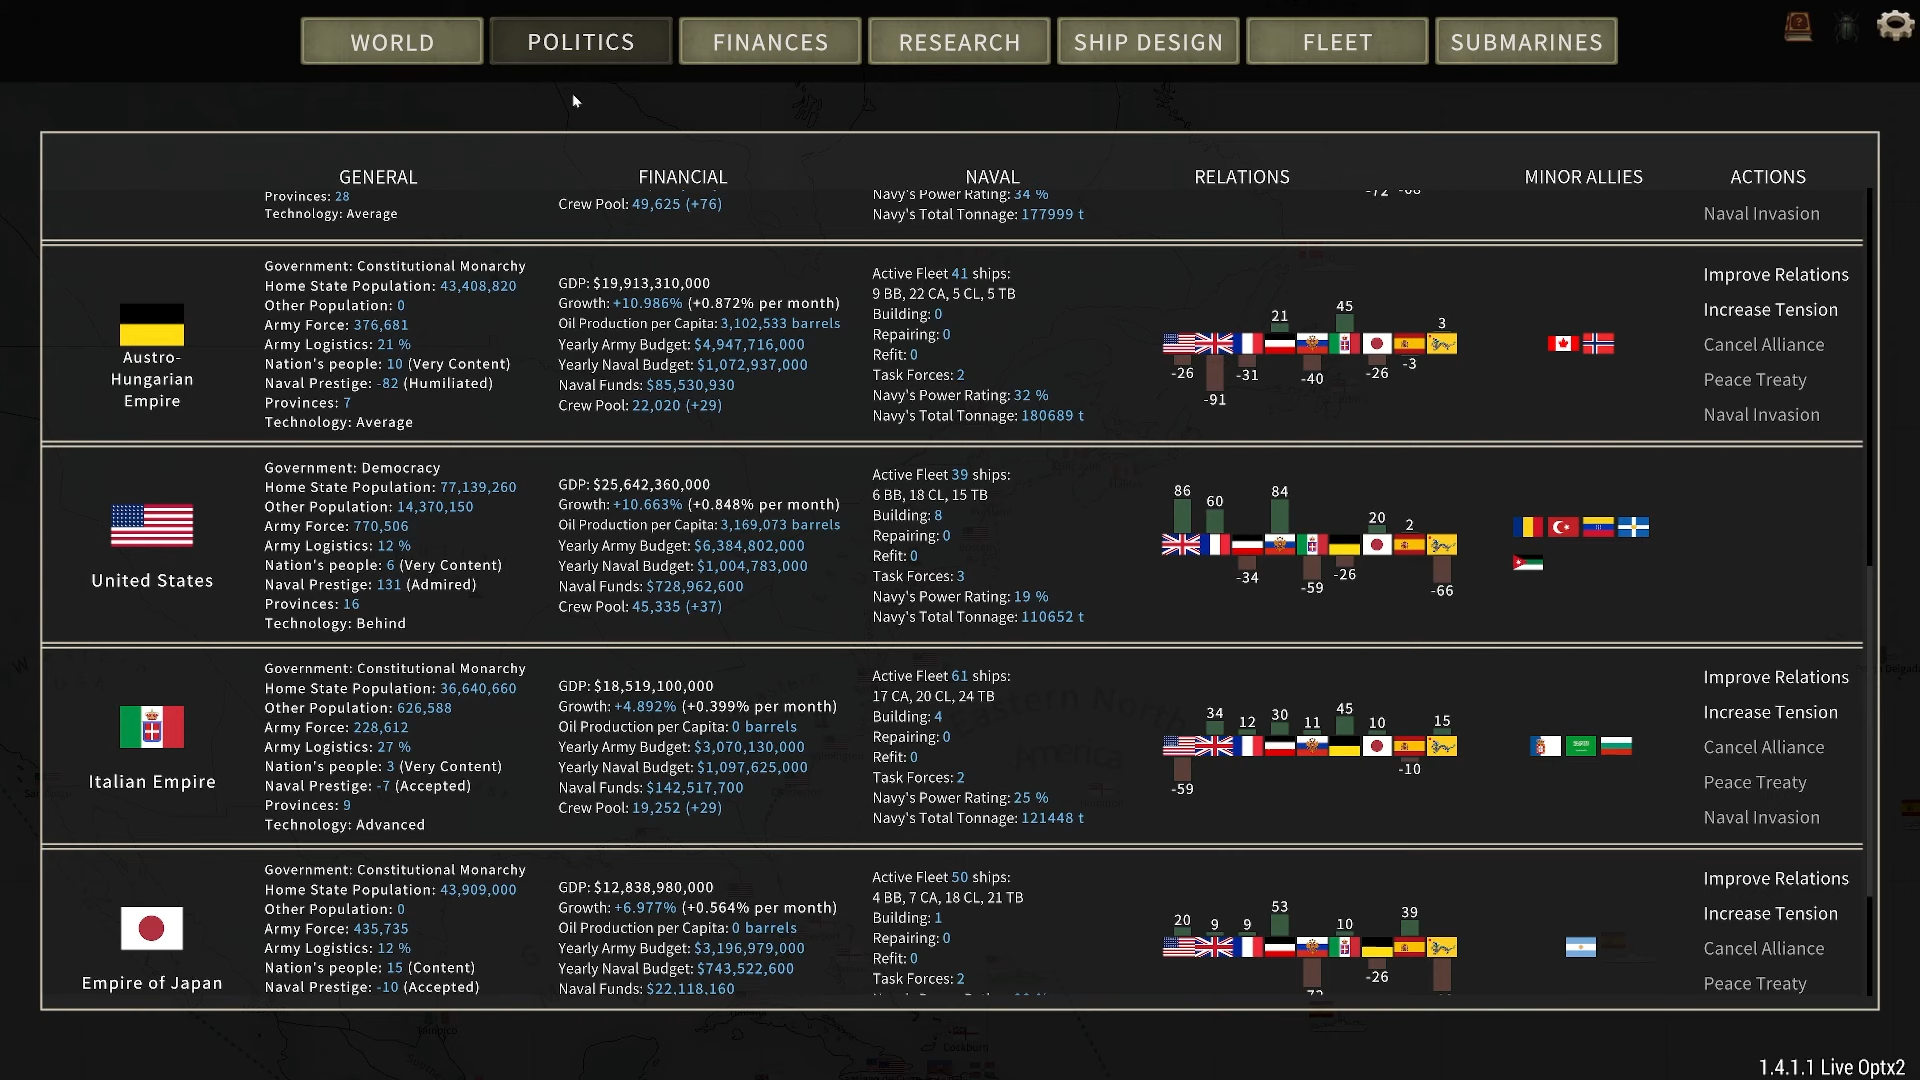 WORLD
POLITICS
FINANCES
RESEARCH
SHIP DESIGN
FLEET
SUBMARINES
GENERAL
FINANCIAL
NAVAL
RELATIONS
MINOR ALLIES
ACTIONS
Provinces: 28
Technology: Average
Crew Pool: 49,625 (+76)
Navy's Power Rating: 34 %
Navy's Total Tonnage: 177999 t
Naval Invasion
Austro-
Hungarian
Empire
Government: Constitutional Monarchy
Home State Population: 43,408,820
Other Population: 0
Army Force: 376,681
Army Logistics: 21 %
Nation's people: 10 (Very Content)
Naval Prestige: -82 (Humiliated)
Provinces: 7
Technology: Average
GDP: $19,913,310,000
Growth: +10.986% (+0.872% per month)
Oil Production per Capita: 3,102,533 barrels
Yearly Army Budget: $4,947,716,000
Yearly Naval Budget: $1,072,937,000
Naval Funds: $85,530,930
Crew Pool: 22,020 (+29)
Active Fleet 41 ships:
9 BB, 22 CA, 5 CL, 5 TB
Building: 0
Repairing: 0
Refit: 0
Task Forces: 2
Navy's Power Rating: 32 %
Navy's Total Tonnage: 180689 t
21 45 3
-26 -91 -31 -40 -26 -3
Improve Relations
Increase Tension
Cancel Alliance
Peace Treaty
Naval Invasion
United States
Government: Democracy
Home State Population: 77,139,260
Other Population: 14,370,150
Army Force: 770,506
Army Logistics: 12 %
Nation's people: 6 (Very Content)
Naval Prestige: 131 (Admired)
Provinces: 16
Technology: Behind
GDP: $25,642,360,000
Growth: +10.663% (+0.848% per month)
Oil Production per Capita: 3,169,073 barrels
Yearly Army Budget: $6,384,802,000
Yearly Naval Budget: $1,004,783,000
Naval Funds: $728,962,600
Crew Pool: 45,335 (+37)
Active Fleet 39 ships:
6 BB, 18 CL, 15 TB
Building: 8
Repairing: 0
Refit: 0
Task Forces: 3
Navy's Power Rating: 19 %
Navy's Total Tonnage: 110652 t
86 60 84 20 2
-34 -59 -26 -66
Italian Empire
Government: Constitutional Monarchy
Home State Population: 36,640,660
Other Population: 626,588
Army Force: 228,612
Army Logistics: 27 %
Nation's people: 3 (Very Content)
Naval Prestige: -7 (Accepted)
Provinces: 9
Technology: Advanced
GDP: $18,519,100,000
Growth: +4.892% (+0.399% per month)
Oil Production per Capita: 0 barrels
Yearly Army Budget: $3,070,130,000
Yearly Naval Budget: $1,097,625,000
Naval Funds: $142,517,700
Crew Pool: 19,252 (+29)
Active Fleet 61 ships:
17 CA, 20 CL, 24 TB
Building: 4
Repairing: 0
Refit: 0
Task Forces: 2
Navy's Power Rating: 25 %
Navy's Total Tonnage: 121448 t
34 12 30 11 45 10 15
-59 -10
Improve Relations
Increase Tension
Cancel Alliance
Peace Treaty
Naval Invasion
Empire of Japan
Government: Constitutional Monarchy
Home State Population: 43,909,000
Other Population: 0
Army Force: 435,735
Army Logistics: 12 %
Nation's people: 15 (Content)
Naval Prestige: -10 (Accepted)
GDP: $12,838,980,000
Growth: +6.977% (+0.564% per month)
Oil Production per Capita: 0 barrels
Yearly Army Budget: $3,196,979,000
Yearly Naval Budget: $743,522,600
Naval Funds: $22,118,160
Active Fleet 50 ships:
4 BB, 7 CA, 18 CL, 21 TB
Building: 1
Repairing: 0
Refit: 0
Task Forces: 2
20 9 9 53 10 39
-26
Improve Relations
Increase Tension
Cancel Alliance
Peace Treaty
Eastern North
America
Cockburn
1.4.1.1 Live Optx2